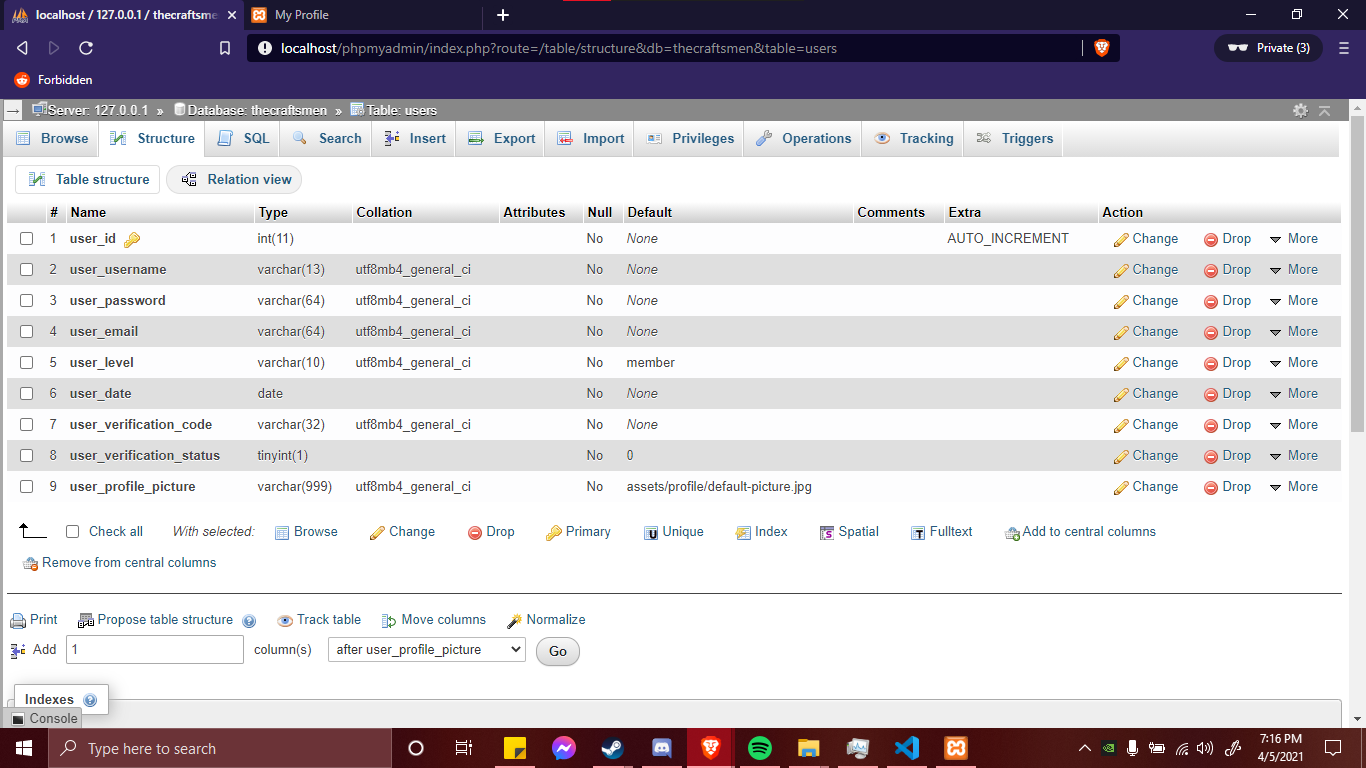 localhost / 127.0.0.1 / thecraftsme
My Profile
localhost/phpmyadmin/index.php?route=/table/structure&db=thecraftsmen&table=users
Private (3)
Forbidden
Server: 127.0.0.1 » Database: thecraftsmen » Table: users
Browse Structure SQL Search Insert Export Import Privileges Operations Tracking Triggers
Table structure Relation view
# Name Type Collation Attributes Null Default Comments Extra Action
1 user_id int(11) No None AUTO_INCREMENT Change Drop More
2 user_username varchar(13) utf8mb4_general_ci No None Change Drop More
3 user_password varchar(64) utf8mb4_general_ci No None Change Drop More
4 user_email varchar(64) utf8mb4_general_ci No None Change Drop More
5 user_level varchar(10) utf8mb4_general_ci No member Change Drop More
6 user_date date No None Change Drop More
7 user_verification_code varchar(32) utf8mb4_general_ci No None Change Drop More
8 user_verification_status tinyint(1) No 0 Change Drop More
9 user_profile_picture varchar(999) utf8mb4_general_ci No assets/profile/default-picture.jpg Change Drop More
Check all With selected: Browse Change Drop Primary Unique Index Spatial Fulltext Add to central columns
Remove from central columns
Print Propose table structure Track table Move columns Normalize
Add 1 column(s) after user_profile_picture Go
Indexes
Console
Type here to search
7:16 PM
4/5/2021